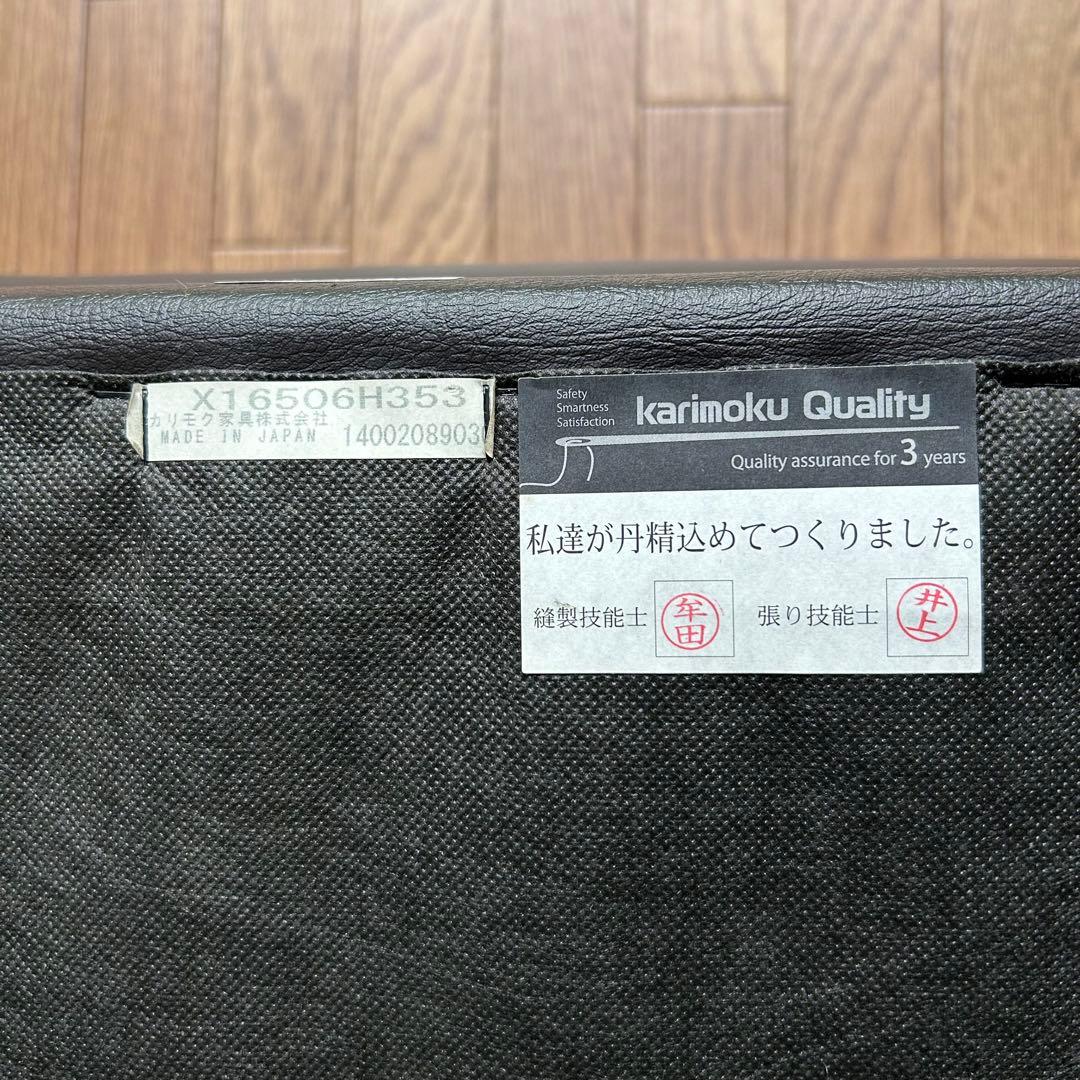 X16506H353
カリモク家具株式会社
MADE IN JAPAN 1400208903
Safety
Smartness
Satisfaction
karimoku Quality
Quality assurance for 3 years
私達が丹精込めてつくりました。
縫製技能士 牟田 張り技能士 井上